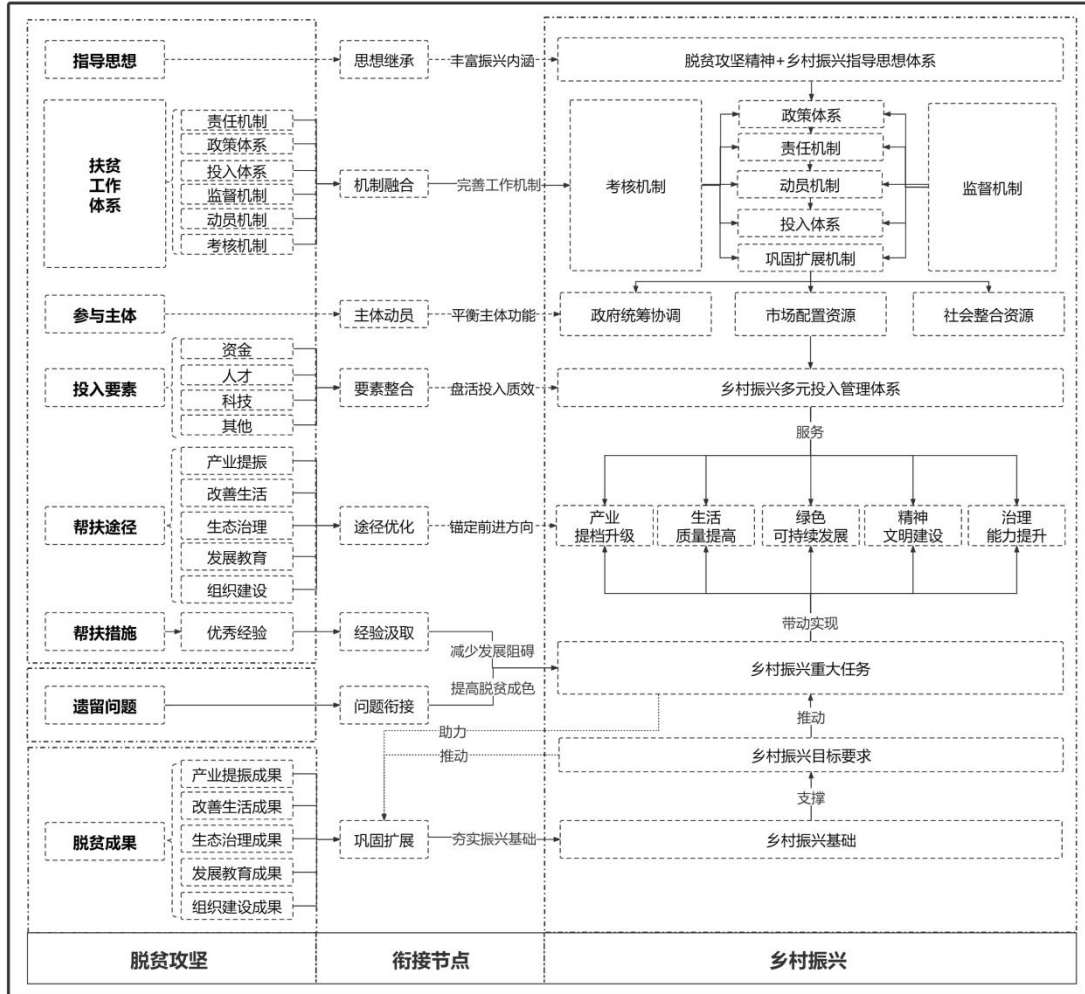 指导思想
思想继承
丰富振兴内涵
脱贫攻坚精神+乡村振兴指导思想体系
扶贫
工作
体系
责任机制
政策体系
投入体系
监督机制
动员机制
考核机制
机制融合
完善工作机制
考核机制
政策体系
责任机制
动员机制
投入体系
巩固扩展机制
监督机制
参与主体
主体动员
平衡主体功能
政府统筹协调
市场配置资源
社会整合资源
投入要素
资金
人才
科技
其他
要素整合
盘活投入质效
乡村振兴多元投入管理体系
服务
帮扶途径
产业提振
改善生活
生态治理
发展教育
组织建设
途径优化
锚定前进方向
产业
提档升级
生活
质量提高
绿色
可持续发展
精神
文明建设
治理
能力提升
带动实现
帮扶措施
优秀经验
经验汲取
减少发展阻碍
提高脱贫成色
乡村振兴重大任务
遗留问题
问题衔接
助力
推动
推动
乡村振兴目标要求
支撑
脱贫成果
产业提振成果
改善生活成果
生态治理成果
发展教育成果
组织建设成果
巩固扩展
夯实振兴基础
乡村振兴基础
脱贫攻坚
衔接节点
乡村振兴